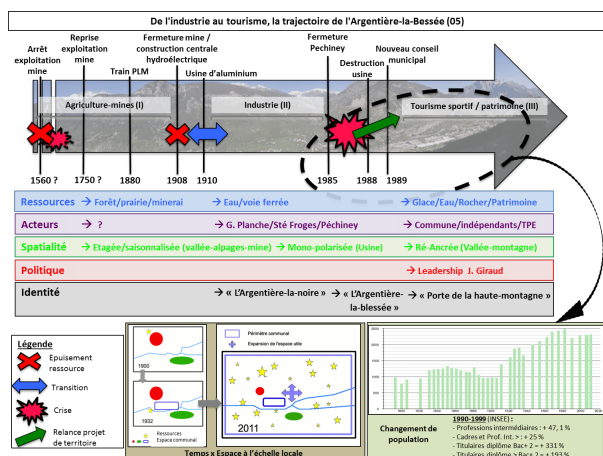 De l'industrie au tourisme, la trajectoire de l'Argentière-la-Bessée (05)
Arrêt
exploitation
mine
Reprise
exploitation
mine
Train PLM
Fermeture mine /
construction centrale
hydroélectrique
Usine d'aluminium
Fermeture
Pechiney
Destruction
usine
Nouveau conseil
municipal
Agriculture-mines (I)
Industrie (II)
Tourisme sportif / patrimoine (III)
1560 ?
1750 ?
1880
1908
1910
1985
1988
1989
Ressources → Forêt/prairie/minerai → Eau/voie ferrée → Glace/Eau/Rocher/Patrimoine
Acteurs → ? → G. Planche/Sté Froges/Péchiney → Commune/indépendants/TPE
Spatialité → Etagée/saisonnalisée (vallée-alpages-mine) → Mono-polarisée (Usine) → Ré-Ancrée (Vallée-montagne)
Politique → Leadership J. Giraud
Identité → « L'Argentière-la-noire » → « L'Argentière-
la-blessée » → « Porte de la haute-montagne »
Légende
Epuisement
ressource
Transition
Crise
Relance projet
de territoire
1900
1932
Ressources
Espace communal
Périmètre communal
Expansion de l'espace utile
2011
Temps x Espace à l'échelle locale
Changement de
population
1990-1999 (INSEE) :
- Professions intermédiaires : + 47, 1 %
- Cadres et Prof. Int. > : + 25 %
- Titulaires diplôme Bac+ 2 = + 331 %
- Titulaires diplôme > Bac+ 2 = + 193 %